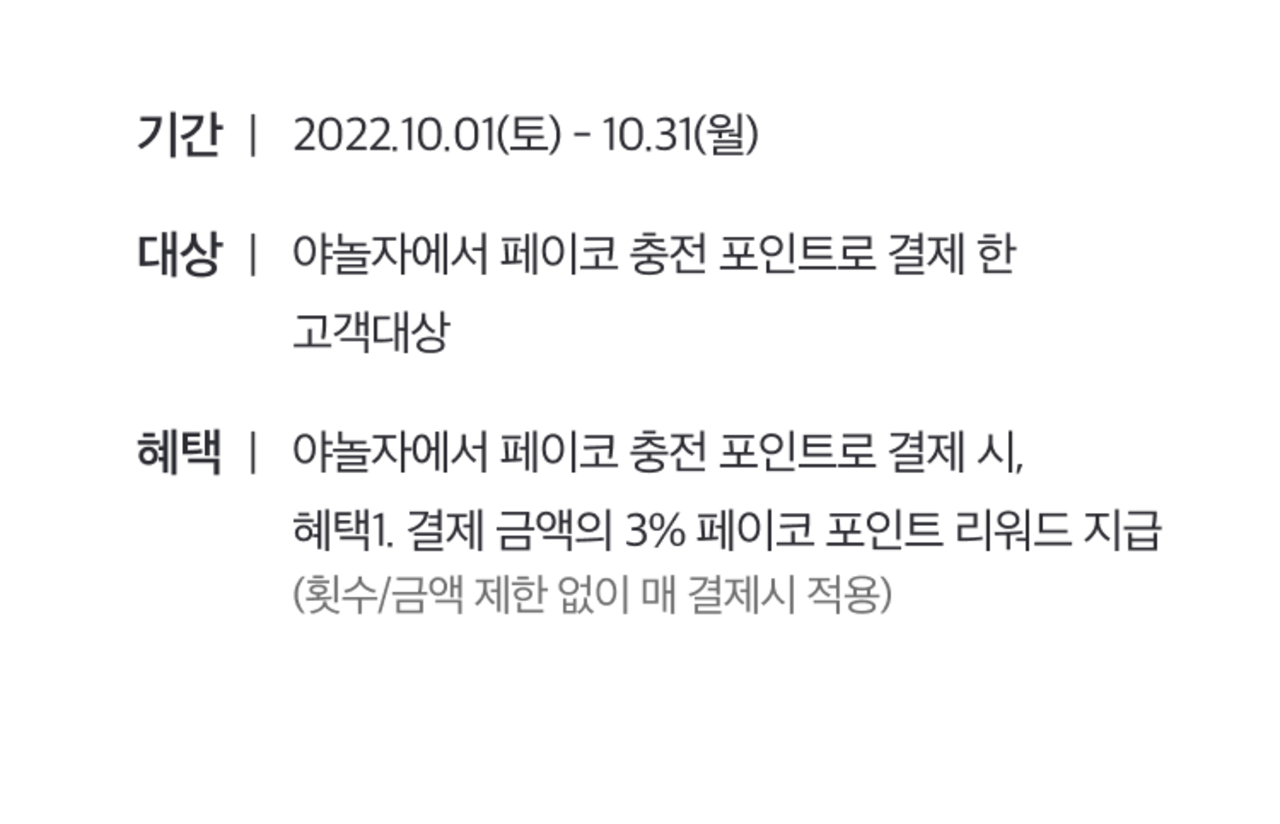 기간 | 2022.10.01(토) - 10.31(월)
대상 | 야놀자에서 페이코 충전 포인트로 결제 한
고객대상
혜택 | 야놀자에서 페이코 충전 포인트로 결제 시,
혜택1. 결제 금액의 3% 페이코 포인트 리워드 지급
(횟수/금액 제한 없이 매 결제시 적용)